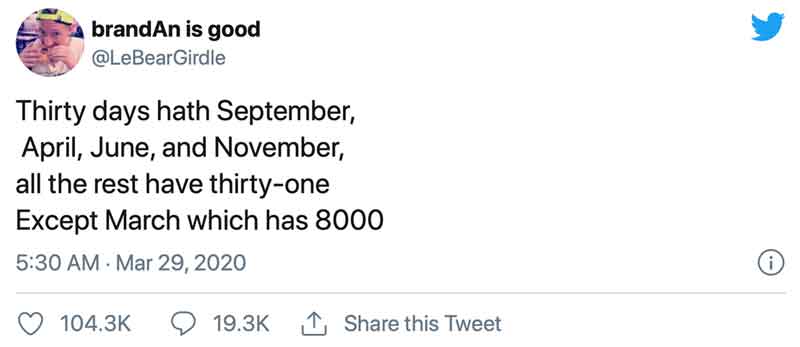 brandAn is good
@LeBearGirdle
Thirty days hath September,
April, June, and November,
all the rest have thirty-one
Except March which has 8000
5:30 AM · Mar 29, 2020
104.3K 19.3K Share this Tweet